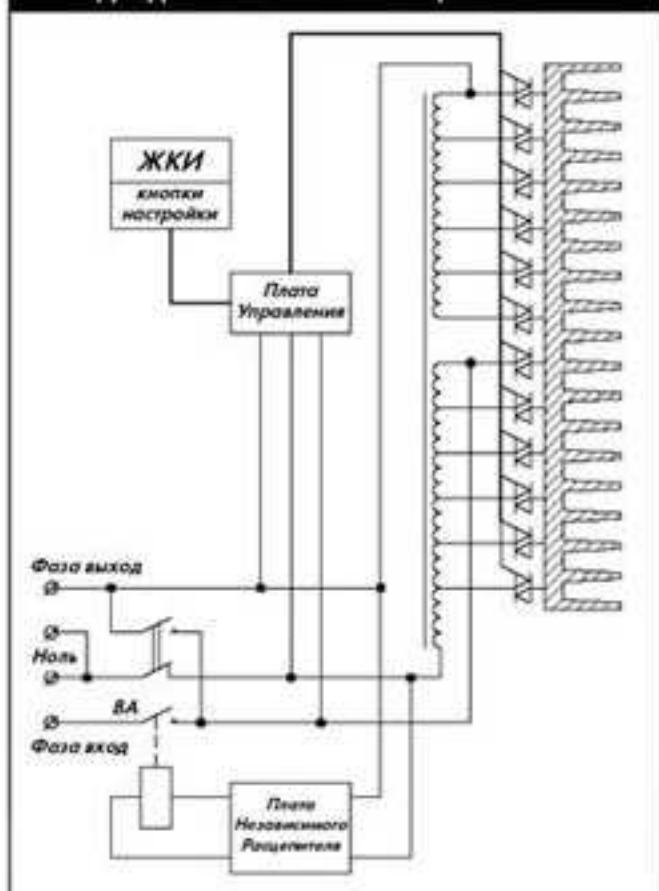 ЖКИ
кнопки
настройки
Плата
Управления
Фаза выход
Ноль
ВА
Фаза вход
Плата
Независимого
Расцепителя